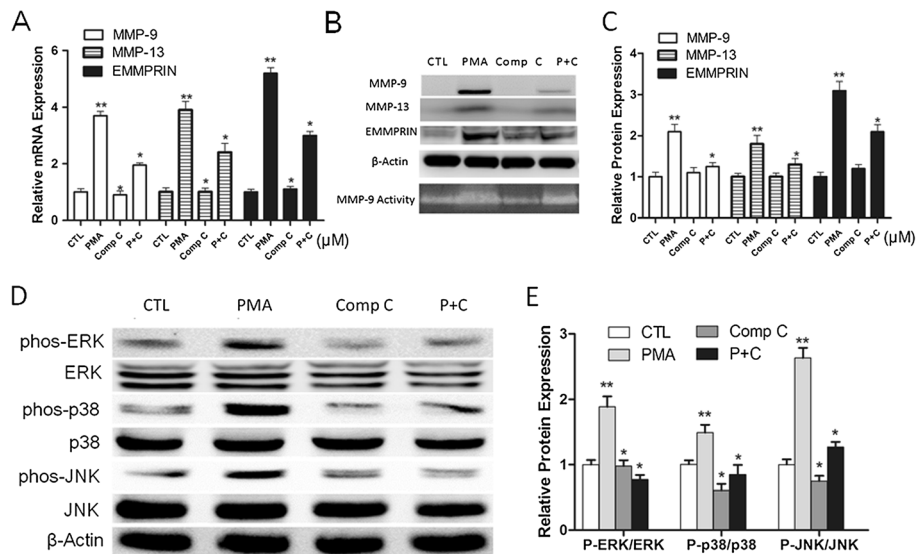 A
MMP-9
MMP-13
EMMPRIN
Relative mRNA Expression
6
4
2
0
** * * ** * * ** * *
CTL PMA Comp C P+C CTL PMA Comp C P+C CTL PMA Comp C P+C (μM)
B
CTL PMA Comp C P+C
MMP-9
MMP-13
EMMPRIN
β-Actin
MMP-9 Activity
C
MMP-9
MMP-13
EMMPRIN
Relative Protein Expression
4
3
2
1
0
** * ** * ** *
CTL PMA Comp C P+C CTL PMA Comp C P+C CTL PMA Comp C P+C (μM)
D
CTL PMA Comp C P+C
phos-ERK
ERK
phos-p38
p38
phos-JNK
JNK
β-Actin
E
CTL Comp C
PMA P+C
Relative Protein Expression
3
2
1
0
** * * ** * * ** * *
P-ERK/ERK P-p38/p38 P-JNK/JNK